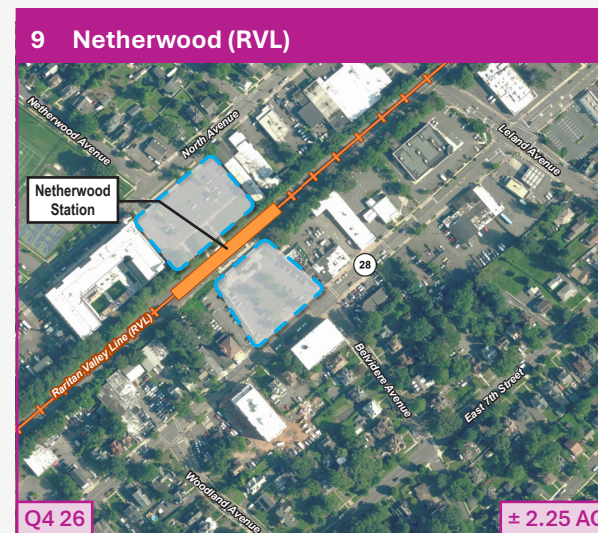 9 Netherwood (RVL)
Netherwood Avenue
North Avenue
Leland Avenue
Netherwood
Station
28
Raritan Valley Line (RVL)
Belvidere Avenue
East 7th Street
Woodland Avenue
Q4 26
± 2.25 AC